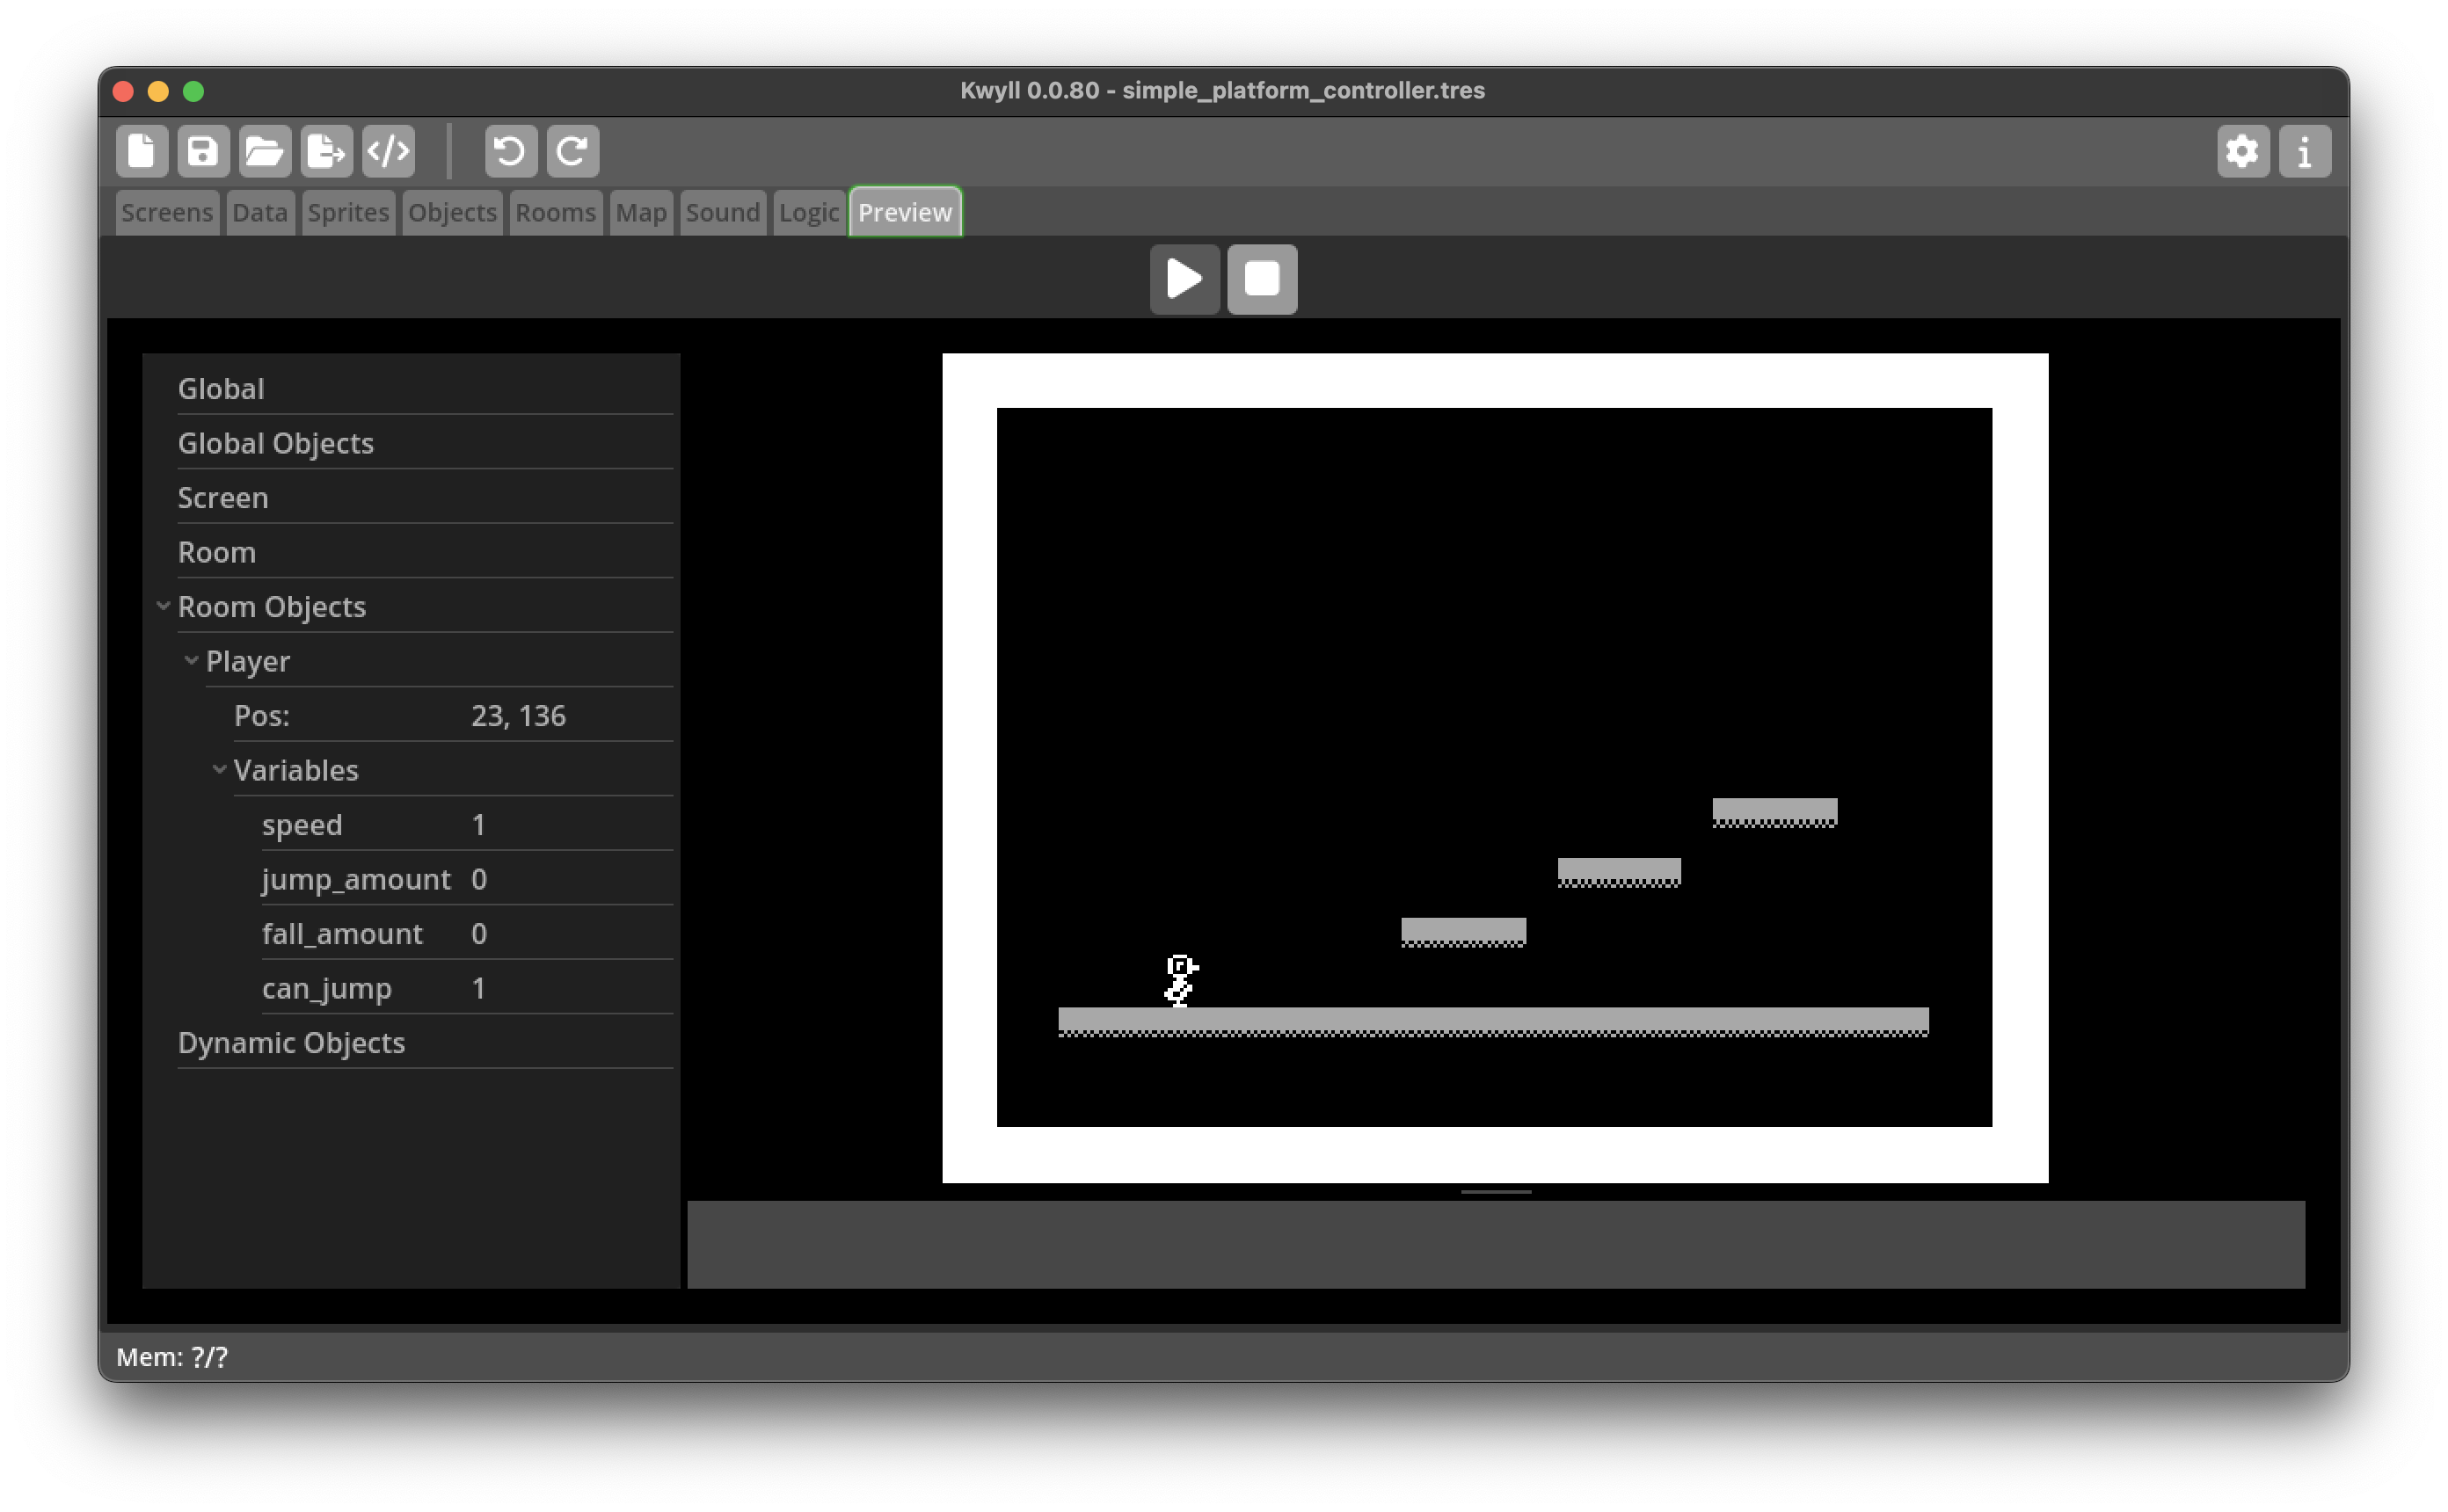 Kwyll 0.0.80 - simple_platform_controller.tres
Screens Data Sprites Objects Rooms Map Sound Logic Preview
Global
Global Objects
Screen
Room
Room Objects
Player
Pos: 23, 136
Variables
speed 1
jump_amount 0
fall_amount 0
can_jump 1
Dynamic Objects
Mem: ?/?